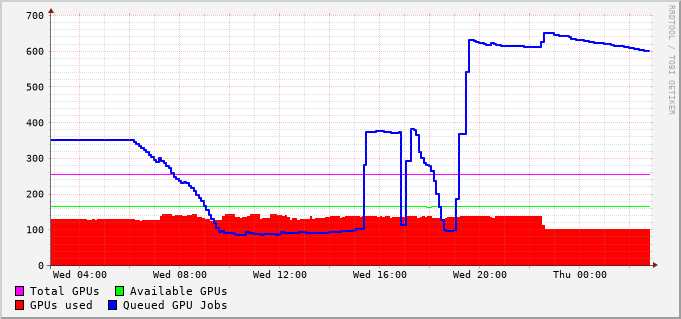 700
600
500
400
300
200
100
0
Wed 04:00 Wed 08:00 Wed 12:00 Wed 16:00 Wed 20:00 Thu 00:00
Total GPUs Available GPUs
GPUs used Queued GPU Jobs
RRDTOOL / TOBI OETIKER